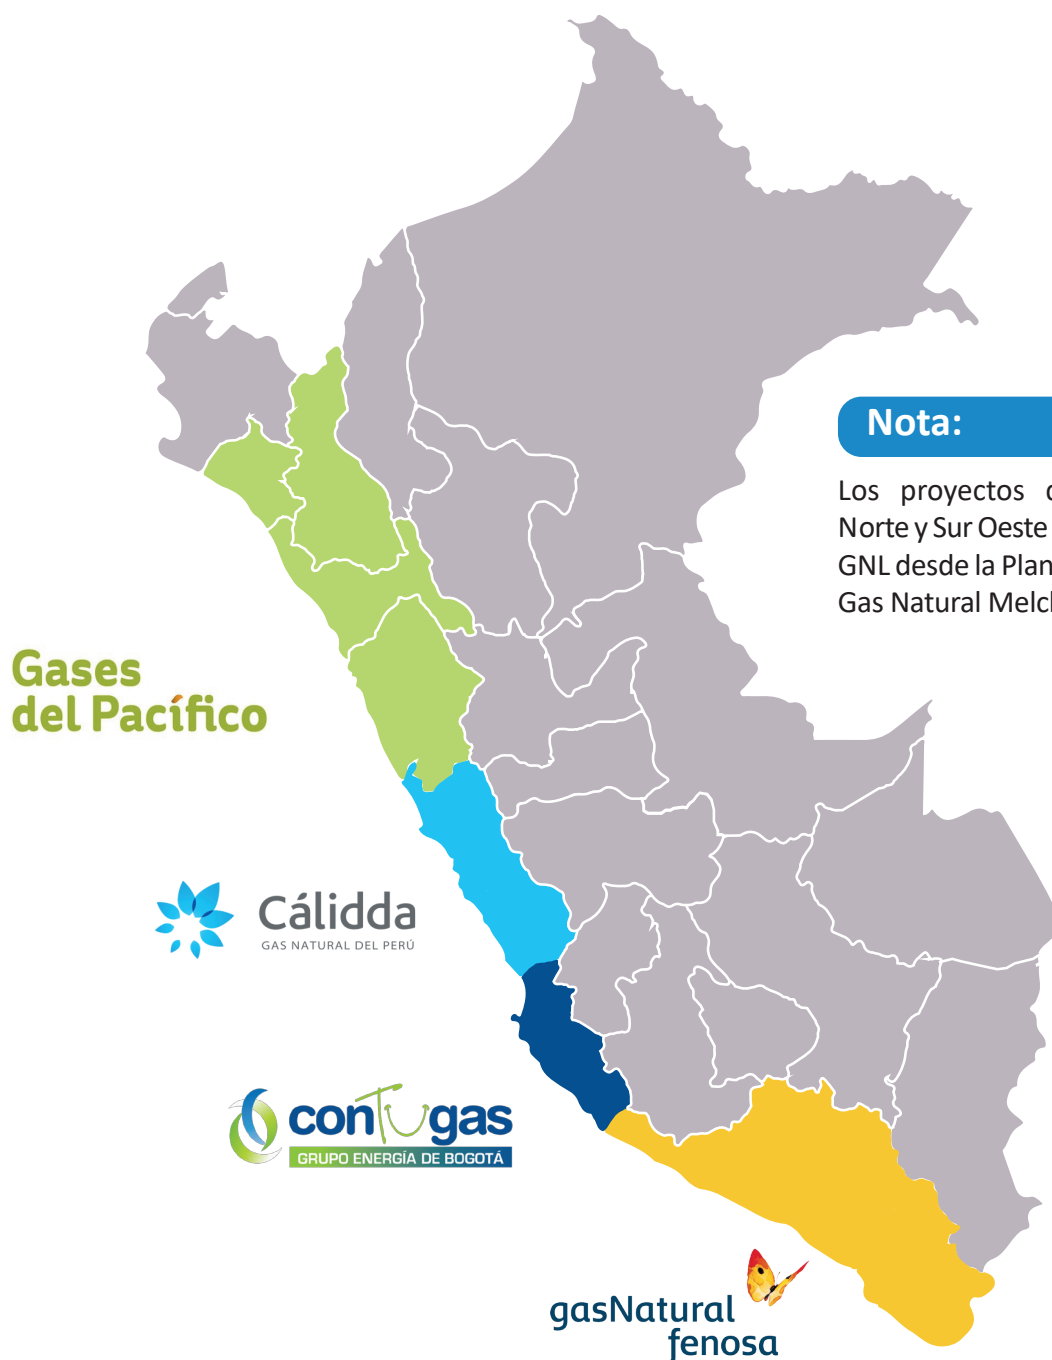 Nota:
Los proyectos
Norte y Sur Oeste
GNL desde la Plan
Gas Natural Melc
Gases
del Pacífico
Cálidda
GAS NATURAL DEL PERÚ
conTUgas
GRUPO ENERGÍA DE BOGOTÁ
gasNatural
fenosa